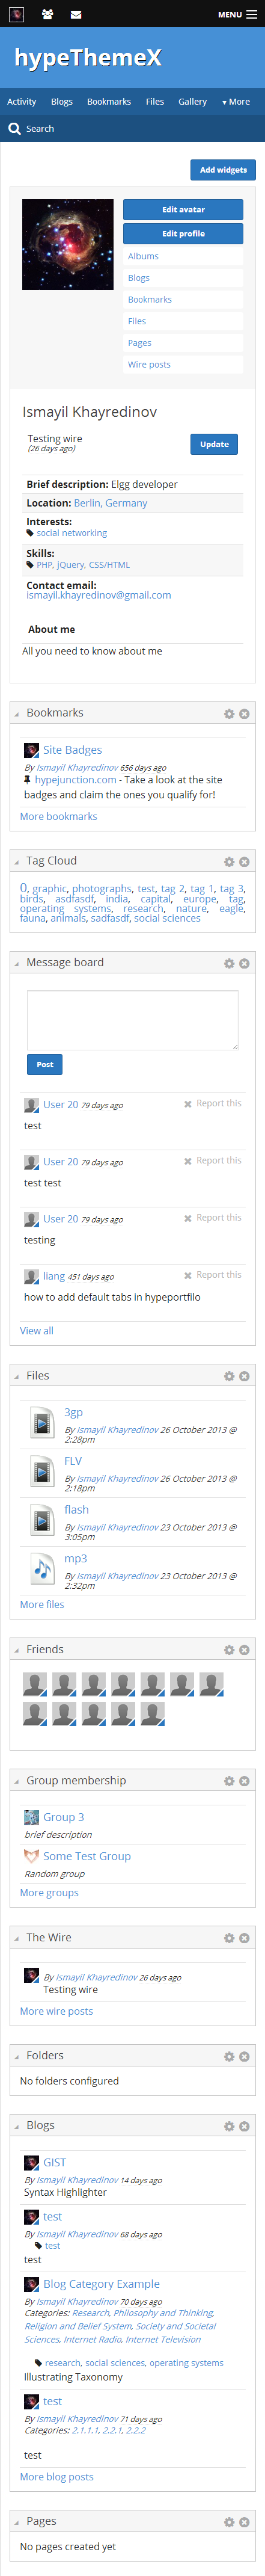 MENU
hypeThemeX
Activity Blogs Bookmarks Files Gallery ▾ More
Search
Add widgets
Edit avatar
Edit profile
Albums
Blogs
Bookmarks
Files
Pages
Wire posts
Ismayil Khayredinov
Testing wire
(26 days ago)
Update
Brief description: Elgg developer
Location: Berlin, Germany
Interests:
social networking
Skills:
PHP, jQuery, CSS/HTML
Contact email:
ismayil.khayredinov@gmail.com
About me
All you need to know about me
Bookmarks
Site Badges
By Ismayil Khayredinov 656 days ago
hypejunction.com - Take a look at the site
badges and claim the ones you qualify for!
More bookmarks
Tag Cloud
0, graphic, photographs, test, tag 2, tag 1, tag 3,
birds, asdfasdf, india, capital, europe, tag,
operating systems, research, nature, eagle,
fauna, animals, sadfasdf, social sciences
Message board
Post
User 20 79 days ago Report this
test
User 20 79 days ago Report this
test test
User 20 79 days ago Report this
testing
liang 451 days ago Report this
how to add default tabs in hypeportfilo
View all
Files
3gp
By Ismayil Khayredinov 26 October 2013 @
2:28pm
FLV
By Ismayil Khayredinov 26 October 2013 @
2:18pm
flash
By Ismayil Khayredinov 23 October 2013 @
3:05pm
mp3
By Ismayil Khayredinov 23 October 2013 @
2:32pm
More files
Friends
Group membership
Group 3
brief description
Some Test Group
Random group
More groups
The Wire
By Ismayil Khayredinov 26 days ago
Testing wire
More wire posts
Folders
No folders configured
Blogs
GIST
By Ismayil Khayredinov 14 days ago
Syntax Highlighter
test
By Ismayil Khayredinov 68 days ago
test
test
Blog Category Example
By Ismayil Khayredinov 70 days ago
Categories: Research, Philosophy and Thinking,
Religion and Belief System, Society and Societal
Sciences, Internet Radio, Internet Television
research, social sciences, operating systems
Illustrating Taxonomy
test
By Ismayil Khayredinov 71 days ago
Categories: 2.1.1.1, 2.2.1, 2.2.2
test
More blog posts
Pages
No pages created yet